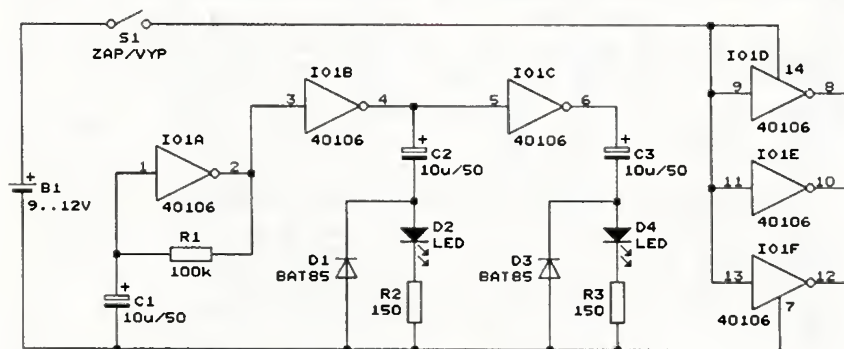 S1
ZAP/VYP
IO1D
14
9
8
40106
IO1B
3
4
40106
IO1C
5
6
40106
IO1A
1
2
40106
C2
10u/50
C3
10u/50
IO1E
11
10
40106
B1
9..12V
R1
100k
D1
BAT85
D2
LED
D3
BAT85
D4
LED
IO1F
13
12
7
40106
C1
10u/50
R2
150
R3
150
+
+
+
+